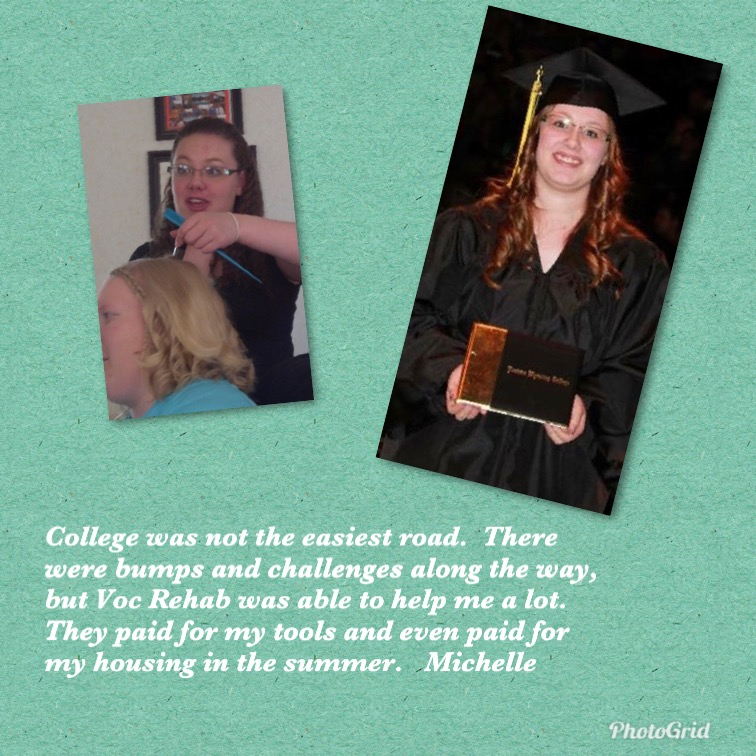 Wyoming College
College was not the easiest road.  There
were bumps and challenges along the way,
but Voc Rehab was able to help me a lot.
They paid for my tools and even paid for
my housing in the summer.   Michelle
PhotoGrid